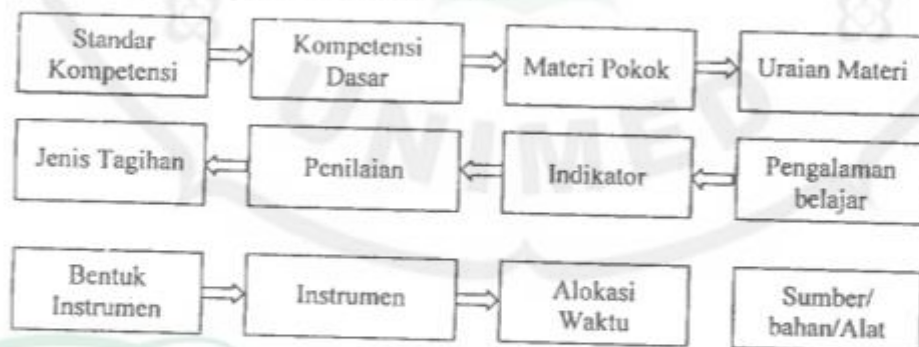 Standar
Kompetensi
Kompetensi
Dasar
Materi Pokok
Uraian Materi
Jenis Tagihan
Penilaian
Indikator
Pengalaman
belajar
Bentuk
Instrumen
Instrumen
Alokasi
Waktu
Sumber/
bahan/Alat
UNIMED